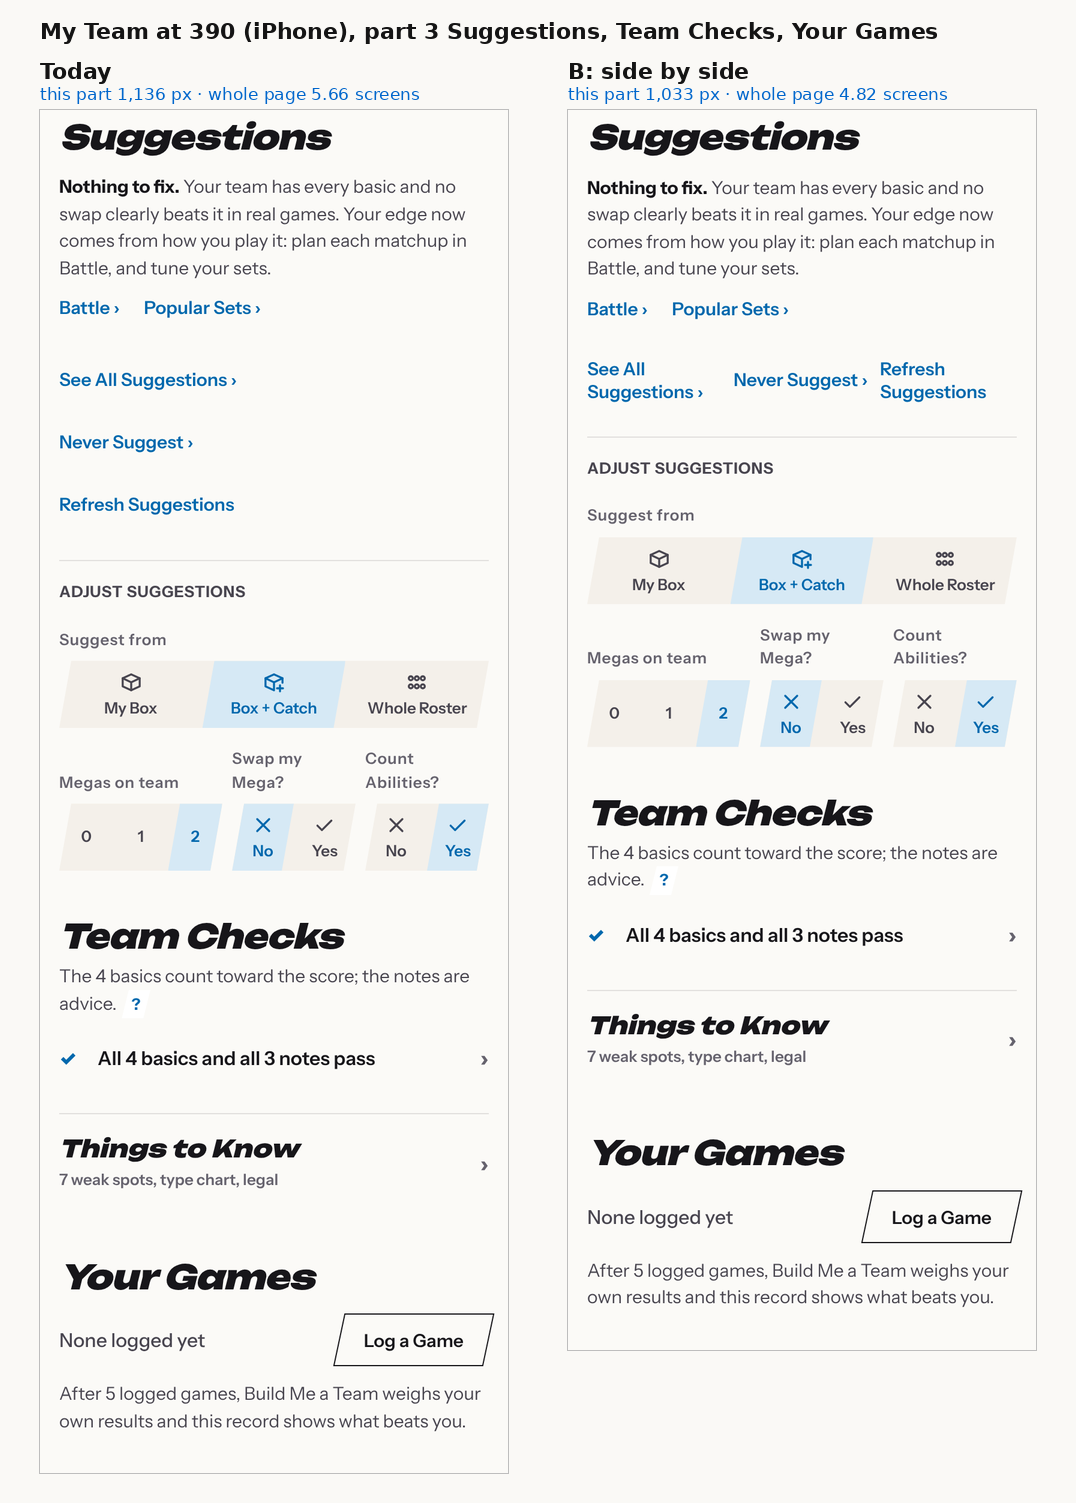 My Team at 390 (iPhone), part 3 Suggestions, Team Checks, Your Games
Today
this part 1,136 px · whole page 5.66 screens
Suggestions
Nothing to fix. Your team has every basic and no
swap clearly beats it in real games. Your edge now
comes from how you play it: plan each matchup in
Battle, and tune your sets.
Battle › Popular Sets ›
See All Suggestions ›
Never Suggest ›
Refresh Suggestions
ADJUST SUGGESTIONS
Suggest from
My Box Box + Catch Whole Roster
Megas on team
Swap my
Mega?
Count
Abilities?
0 1 2
No Yes
No Yes
Team Checks
The 4 basics count toward the score; the notes are
advice. ?
All 4 basics and all 3 notes pass ›
Things to Know
7 weak spots, type chart, legal ›
Your Games
None logged yet Log a Game
After 5 logged games, Build Me a Team weighs your
own results and this record shows what beats you.
B: side by side
this part 1,033 px · whole page 4.82 screens
Suggestions
Nothing to fix. Your team has every basic and no
swap clearly beats it in real games. Your edge now
comes from how you play it: plan each matchup in
Battle, and tune your sets.
Battle › Popular Sets ›
See All
Suggestions ›
Never Suggest ›
Refresh
Suggestions
ADJUST SUGGESTIONS
Suggest from
My Box Box + Catch Whole Roster
Megas on team
Swap my
Mega?
Count
Abilities?
0 1 2
No Yes
No Yes
Team Checks
The 4 basics count toward the score; the notes are
advice. ?
All 4 basics and all 3 notes pass ›
Things to Know
7 weak spots, type chart, legal ›
Your Games
None logged yet Log a Game
After 5 logged games, Build Me a Team weighs your
own results and this record shows what beats you.